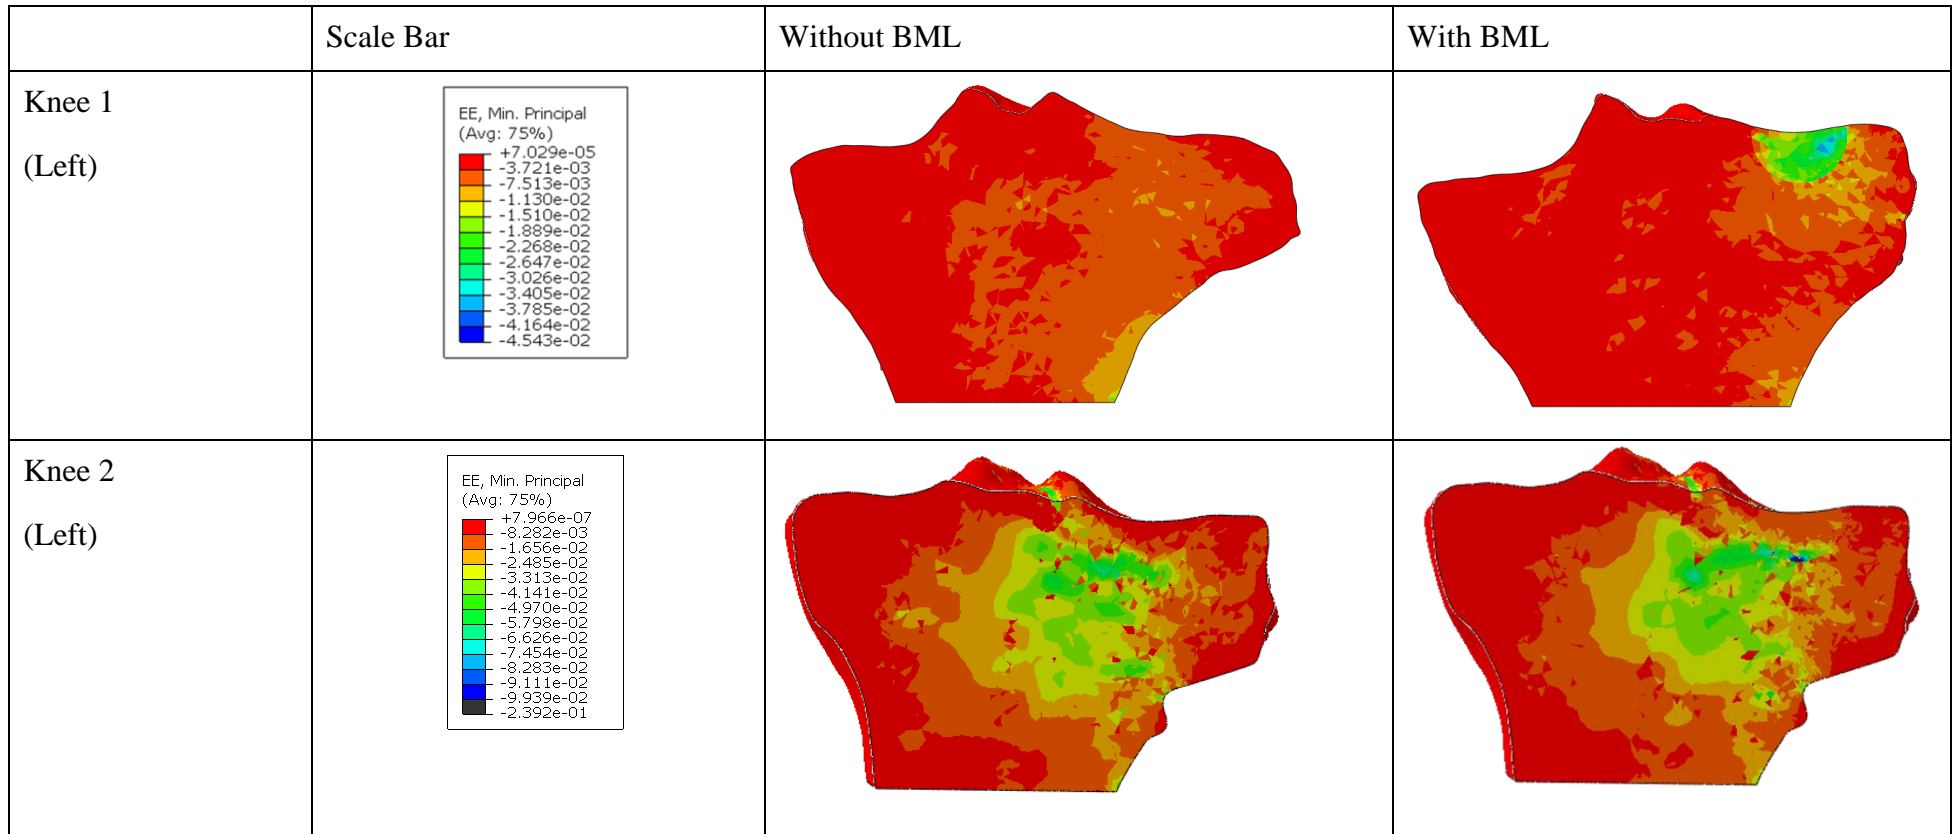 Scale Bar
Without BML
With BML
Knee 1
(Left)
EE, Min. Principal
(Avg: 75%)
+7.029e-05
-3.721e-03
-7.513e-03
-1.130e-02
-1.510e-02
-1.889e-02
-2.268e-02
-2.647e-02
-3.026e-02
-3.405e-02
-3.785e-02
-4.164e-02
-4.543e-02
Knee 2
(Left)
EE, Min. Principal
(Avg: 75%)
+7.966e-07
-8.282e-03
-1.656e-02
-2.485e-02
-3.313e-02
-4.141e-02
-4.970e-02
-5.798e-02
-6.626e-02
-7.454e-02
-8.283e-02
-9.111e-02
-9.939e-02
-2.392e-01